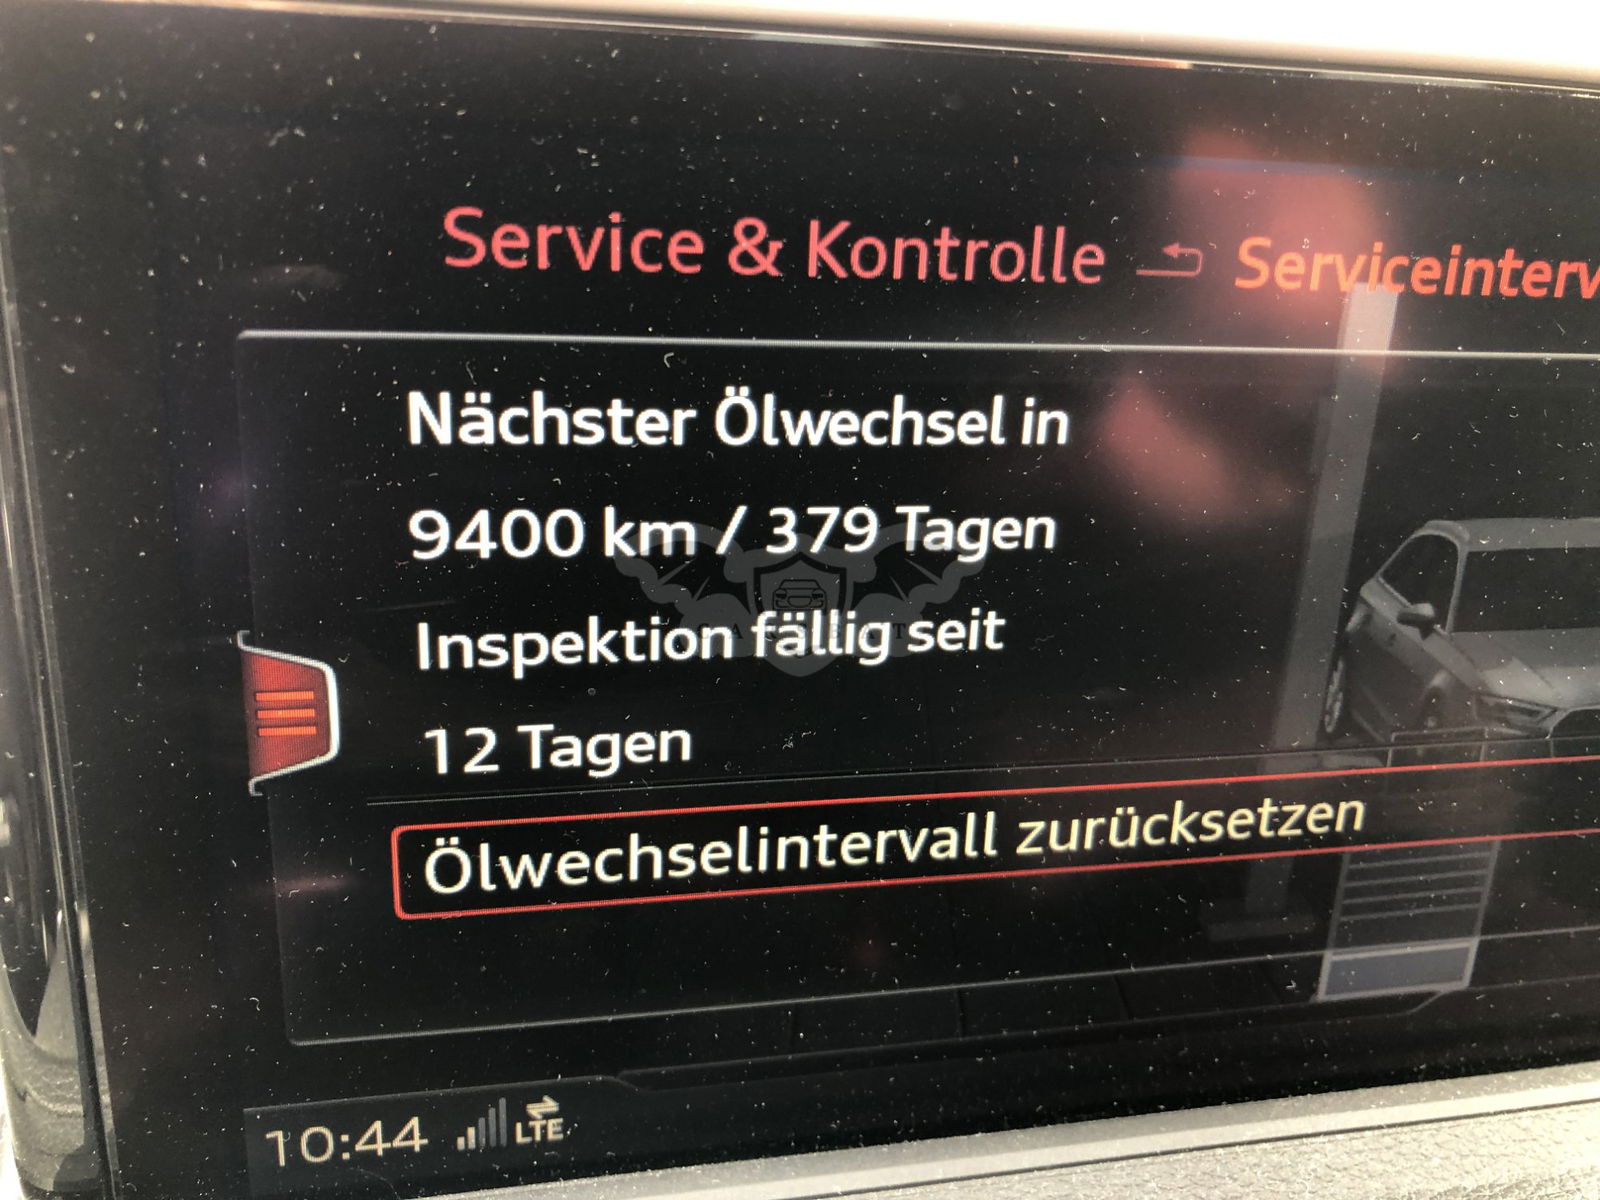 Service & Kontrolle
Serviceinterv
Nächster Ölwechsel in
9400 km / 379 Tagen
Inspektion fällig seit
12 Tagen
Ölwechselintervall zurücksetzen
10:44 LTE